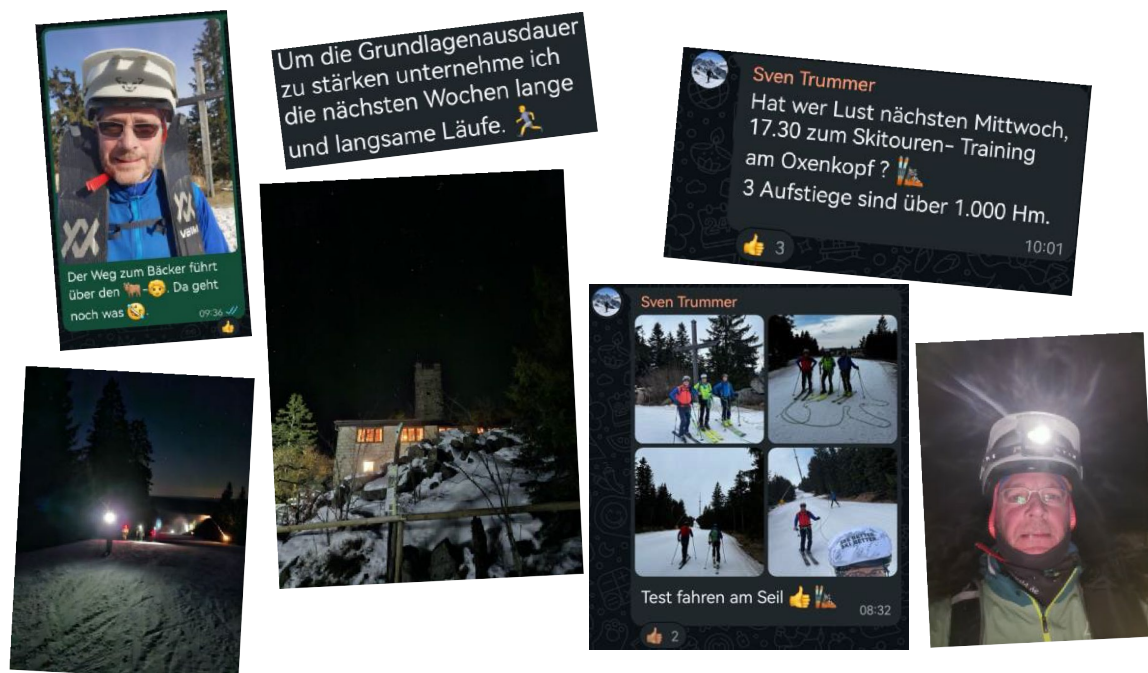 Der Weg zum Bäcker führt
über den 🐂-👨. Da geht
noch was 🤣.
09:36
VÖLKL
Um die Grundlagenausdauer
zu stärken unternehme ich
die nächsten Wochen lange
und langsame Läufe. 🏃
Sven Trummer
Hat wer Lust nächsten Mittwoch,
17.30 zum Skitouren- Training
am Oxenkopf ? 🎿
3 Aufstiege sind über 1.000 Hm.
👍 3
10:01
Sven Trummer
Test fahren am Seil 👍🎿
08:32
👍 2